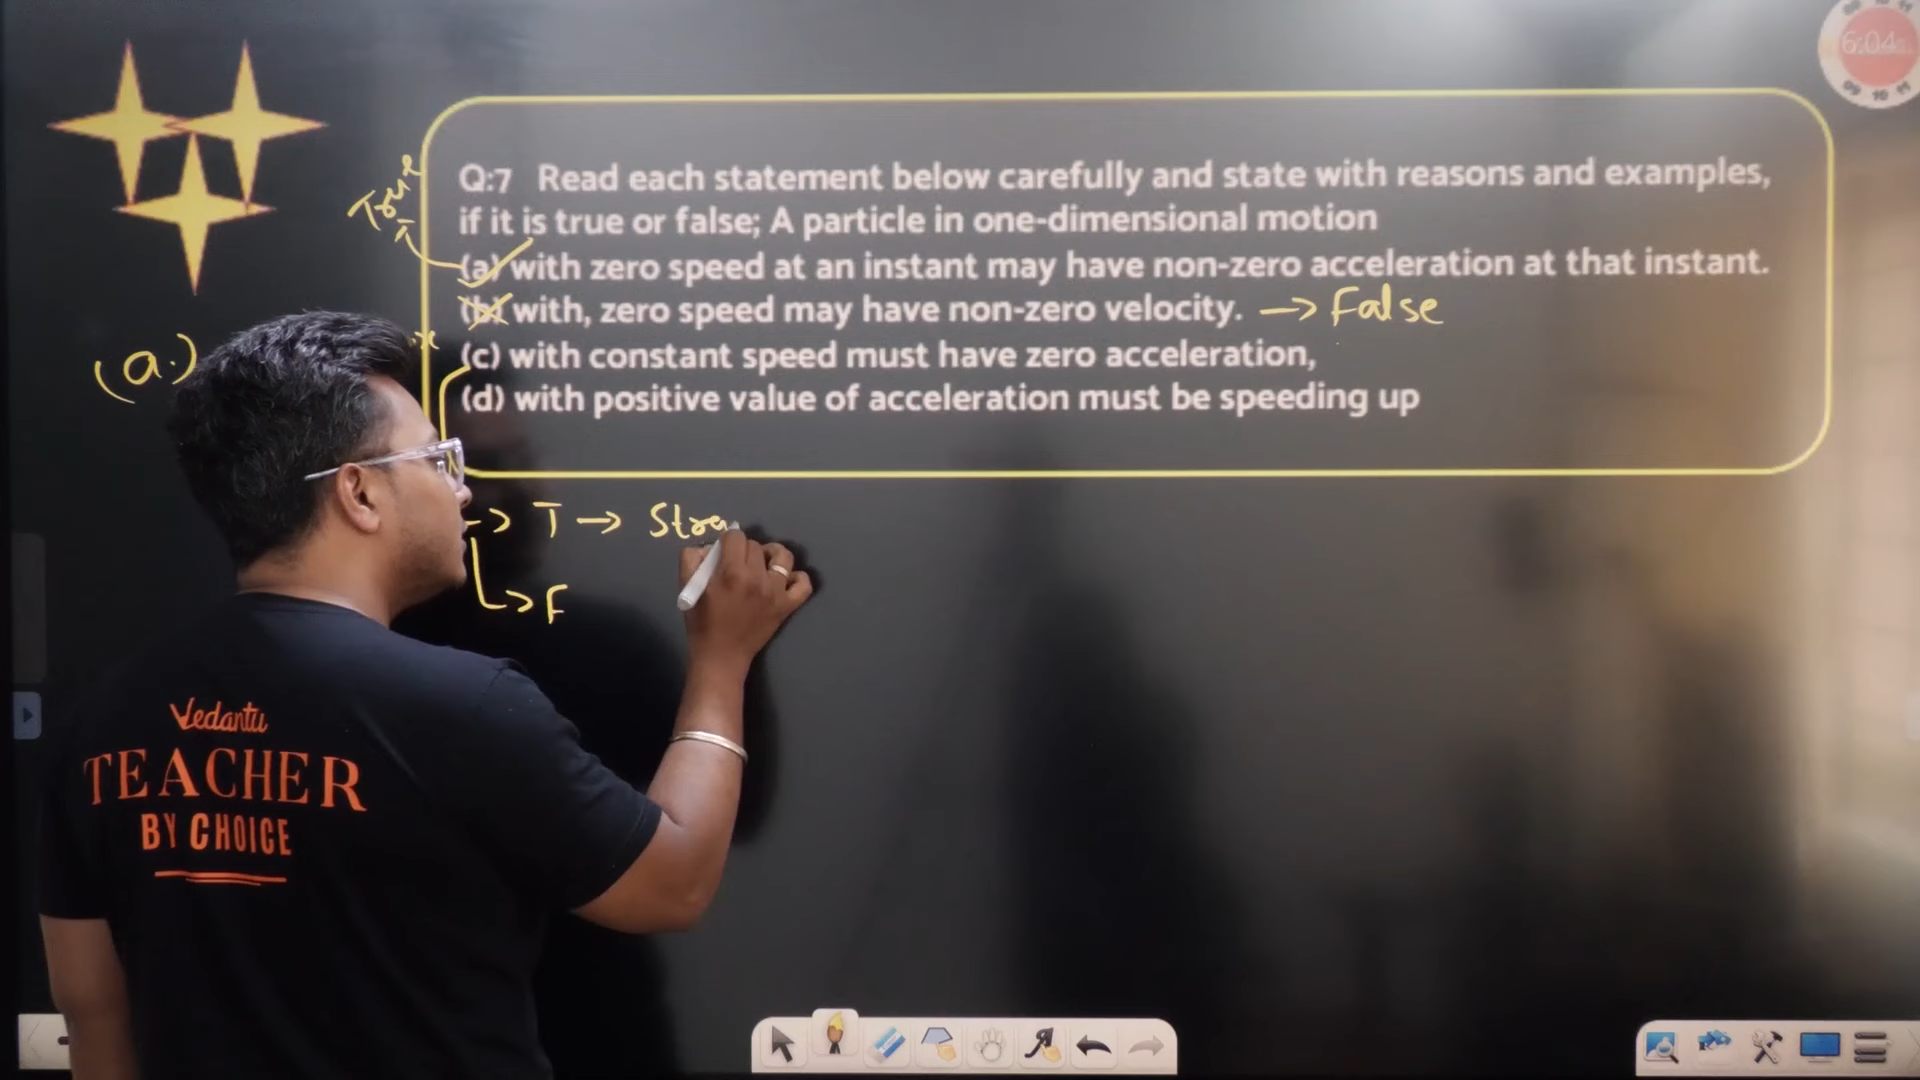 6:04
Q:7 Read each statement below carefully and state with reasons and examples,
if it is true or false; A particle in one-dimensional motion
True
(a) with zero speed at an instant may have non-zero acceleration at that instant.
(b) with, zero speed may have non-zero velocity. → False
(a.)
(c) with constant speed must have zero acceleration,
(d) with positive value of acceleration must be speeding up
→ T → Stra
→ F
Vedantu
TEACHER
BY CHOICE